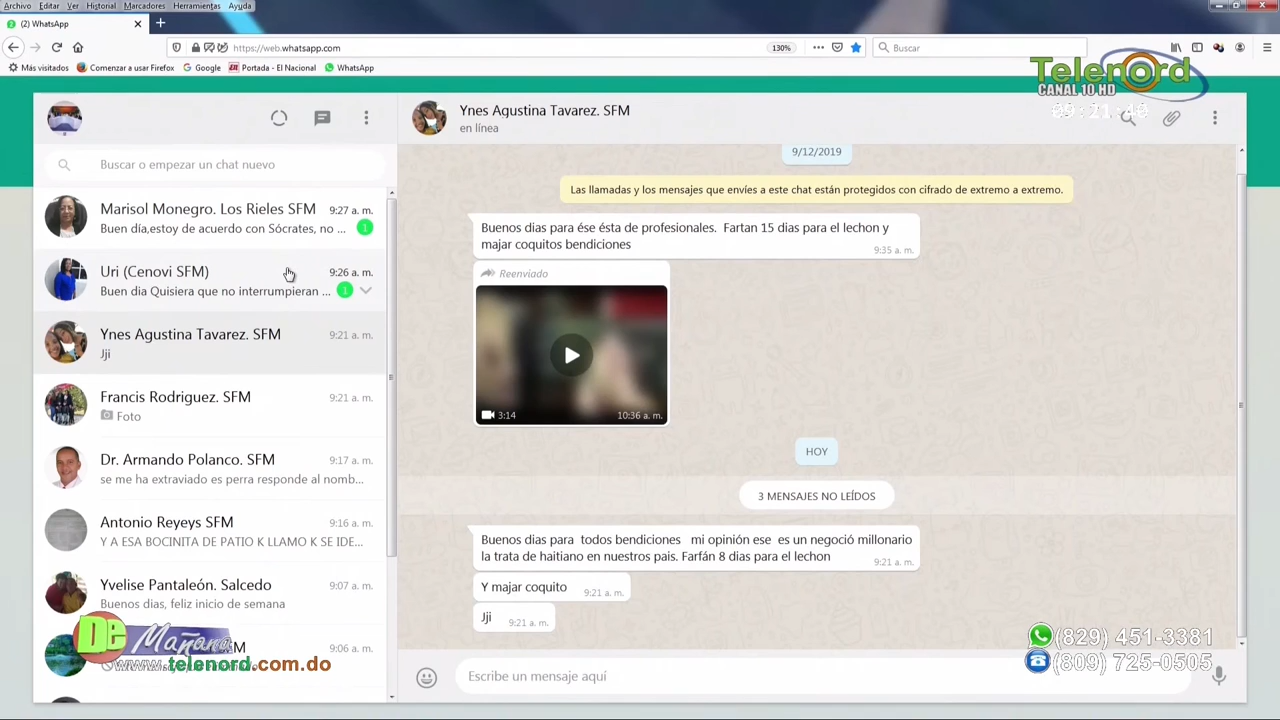 Archivo Editar Ver Historial Marcadores Herramientas Ayuda
(2) WhatsApp
https://web.whatsapp.com
130%
Buscar
Más visitados Comenzar a usar Firefox Google Portada - El Nacional WhatsApp
Telenord
CANAL 10 HD
Ynes Agustina Tavarez. SFM
en línea
Buscar o empezar un chat nuevo
Marisol Monegro. Los Rieles SFM 9:27 a. m.
Buen día,estoy de acuerdo con Sócrates, no ... 1
Uri (Cenovi SFM) 9:26 a. m.
Buen dia Quisiera que no interrumpieran ... 1
Ynes Agustina Tavarez. SFM 9:21 a. m.
Jji
Francis Rodriguez. SFM 9:21 a. m.
Foto
Dr. Armando Polanco. SFM 9:17 a. m.
se me ha extraviado es perra responde al nomb...
Antonio Reyeys SFM 9:16 a. m.
Y A ESA BOCINITA DE PATIO K LLAMO K SE IDE...
Yvelise Pantaleón. Salcedo 9:07 a. m.
Buenos dias, feliz inicio de semana
9:06 a. m.
De Mañana
www.telenord.com.do
9/12/2019
Las llamadas y los mensajes que envíes a este chat están protegidos con cifrado de extremo a extremo.
Buenos dias para ése ésta de profesionales. Fartan 15 dias para el lechon y
majar coquitos bendiciones
9:35 a. m.
Reenviado
3:14 10:36 a. m.
HOY
3 MENSAJES NO LEÍDOS
Buenos dias para todos bendiciones mi opinión ese es un negoció millonario
la trata de haitiano en nuestros pais. Farfán 8 dias para el lechon
9:21 a. m.
Y majar coquito 9:21 a. m.
Jji 9:21 a. m.
Escribe un mensaje aquí
(829) 451-3381
(809) 725-0505